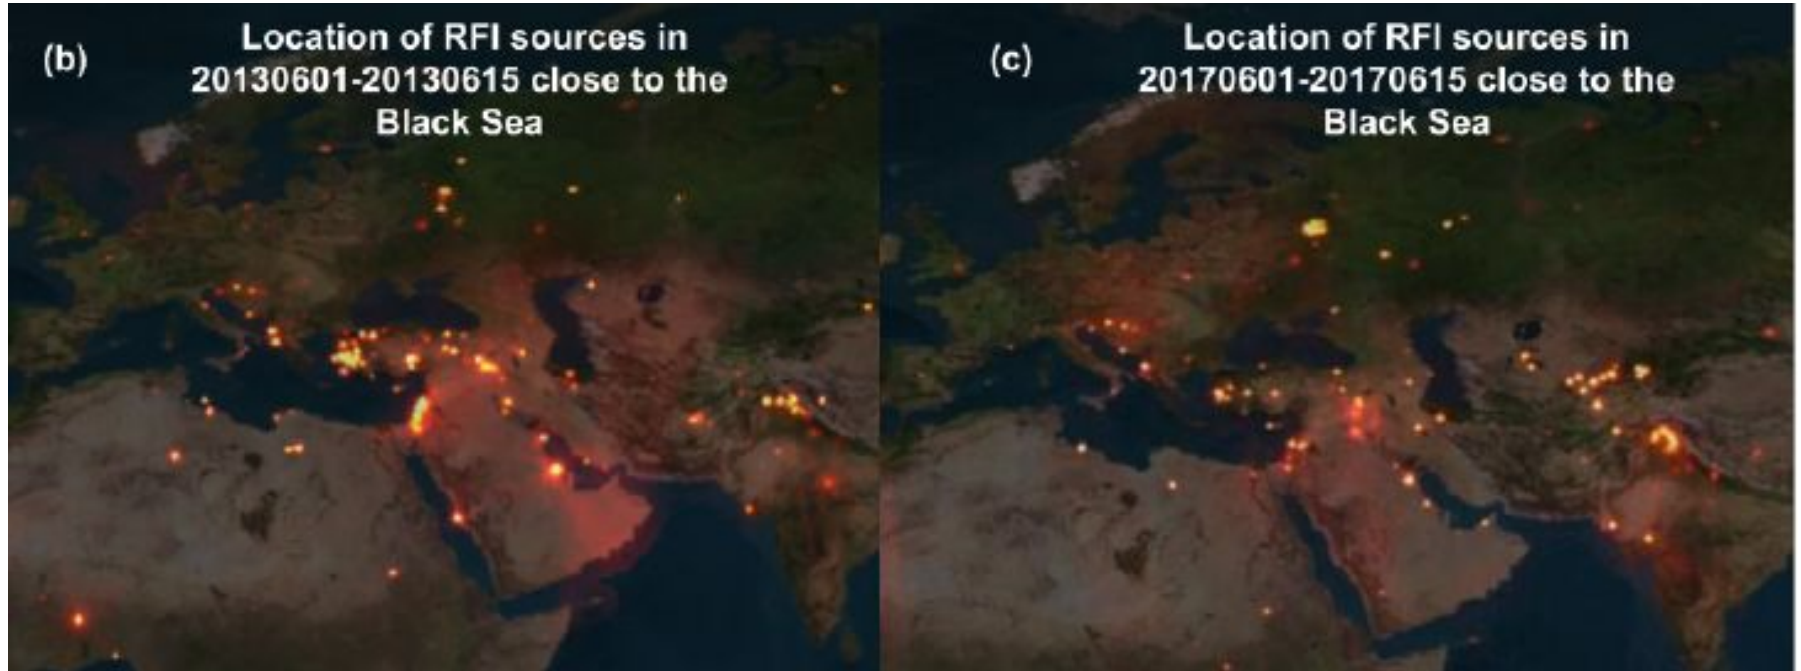 (b)
Location of RFI sources in
20130601-20130615 close to the
Black Sea
(c)
Location of RFI sources in
20170601-20170615 close to the
Black Sea